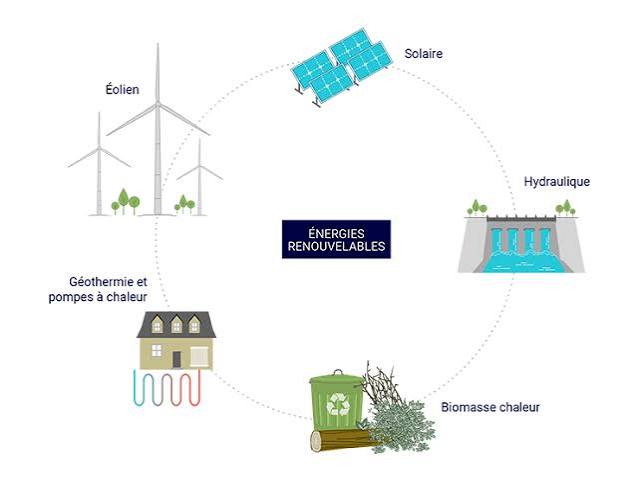 Solaire
Éolien
Hydraulique
ÉNERGIES
RENOUVELABLES
Géothermie et
pompes à chaleur
Biomasse chaleur